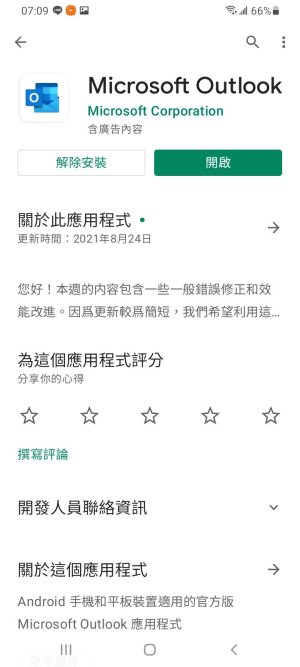 07:09
66%
Microsoft Outlook
Microsoft Corporation
含廣告內容
解除安裝
開啟
關於此應用程式
更新時間：2021年8月24日
您好！本週的內容包含一些一般錯誤修正和效
能改進。因爲更新較爲簡短，我們希望利用這...
為這個應用程式評分
分享你的心得
撰寫評論
開發人員聯絡資訊
關於這個應用程式
Android 手機和平板裝置適用的官方版
Microsoft Outlook 應用程式